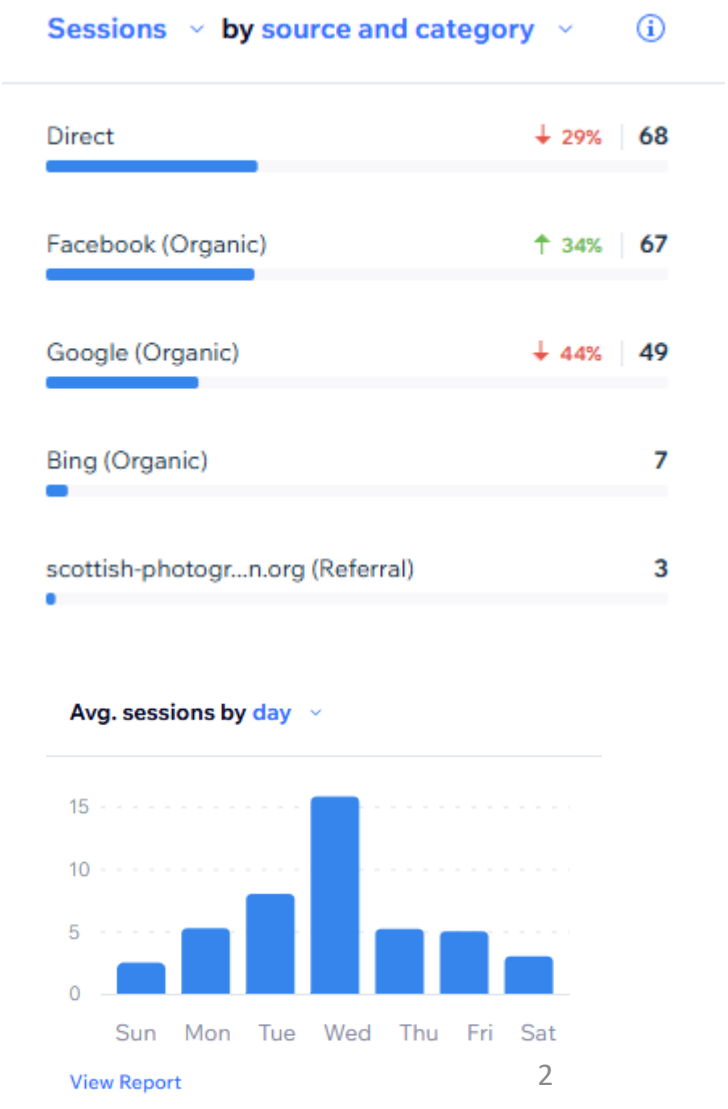 Sessions by source and category
Direct 29% 68
Facebook (Organic) 34% 67
Google (Organic) 44% 49
Bing (Organic) 7
scottish-photogr...n.org (Referral) 3
Avg. sessions by day
15
10
5
0
Sun Mon Tue Wed Thu Fri Sat
View Report 2